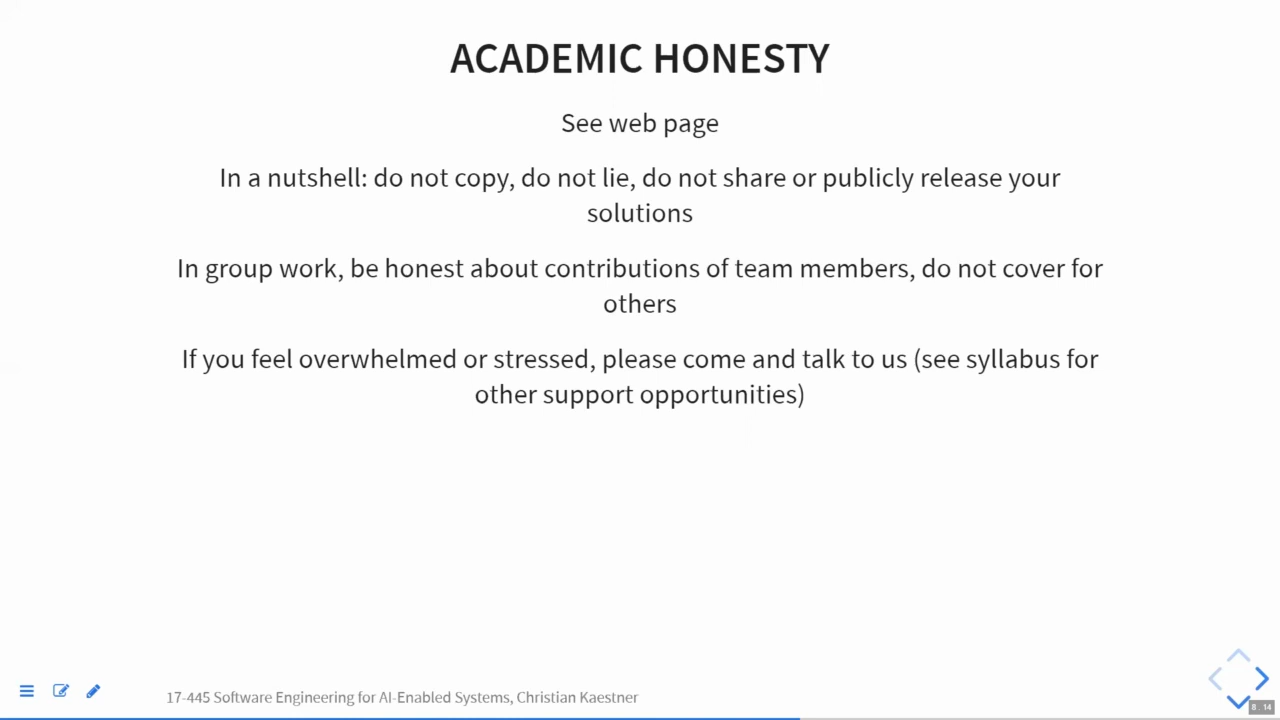 ACADEMIC HONESTY
See web page
In a nutshell: do not copy, do not lie, do not share or publicly release your
solutions
In group work, be honest about contributions of team members, do not cover for
others
If you feel overwhelmed or stressed, please come and talk to us (see syllabus for
other support opportunities)
17-445 Software Engineering for AI-Enabled Systems, Christian Kaestner
8 14